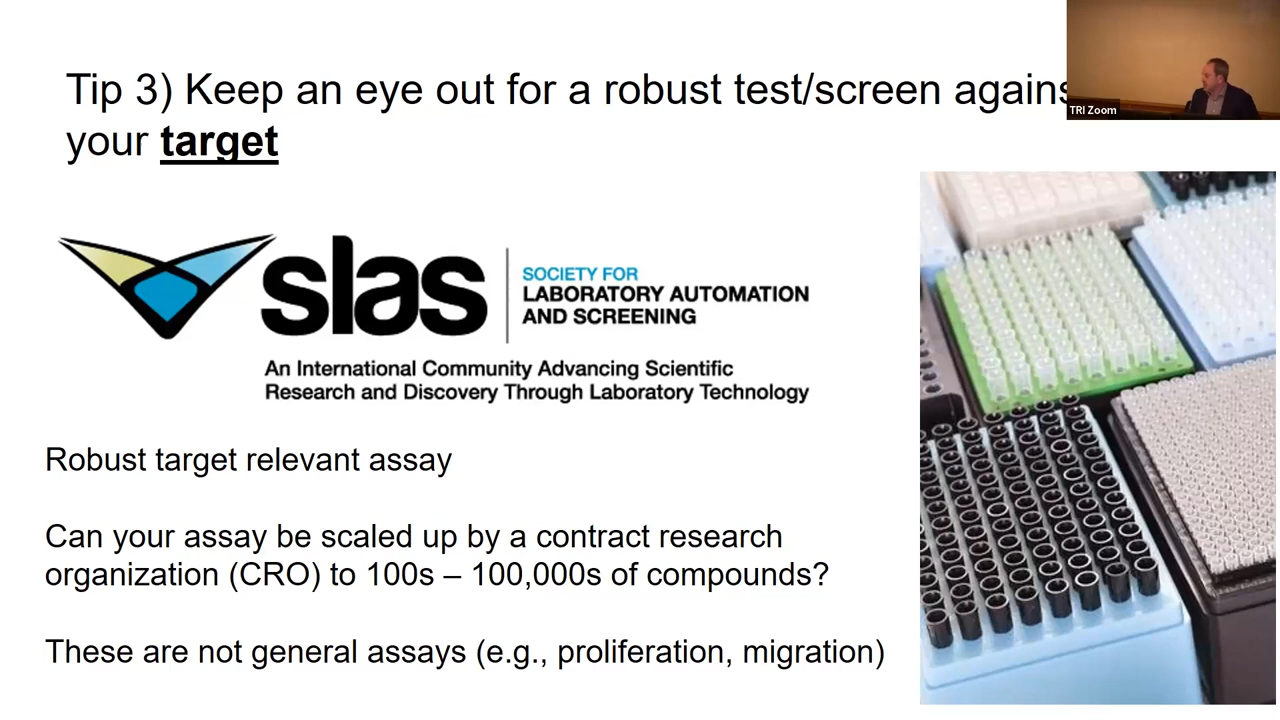 Tip 3) Keep an eye out for a robust test/screen agains
your target
TRI Zoom
slas
SOCIETY FOR
LABORATORY AUTOMATION
AND SCREENING
An International Community Advancing Scientific
Research and Discovery Through Laboratory Technology
Robust target relevant assay
Can your assay be scaled up by a contract research
organization (CRO) to 100s – 100,000s of compounds?
These are not general assays (e.g., proliferation, migration)